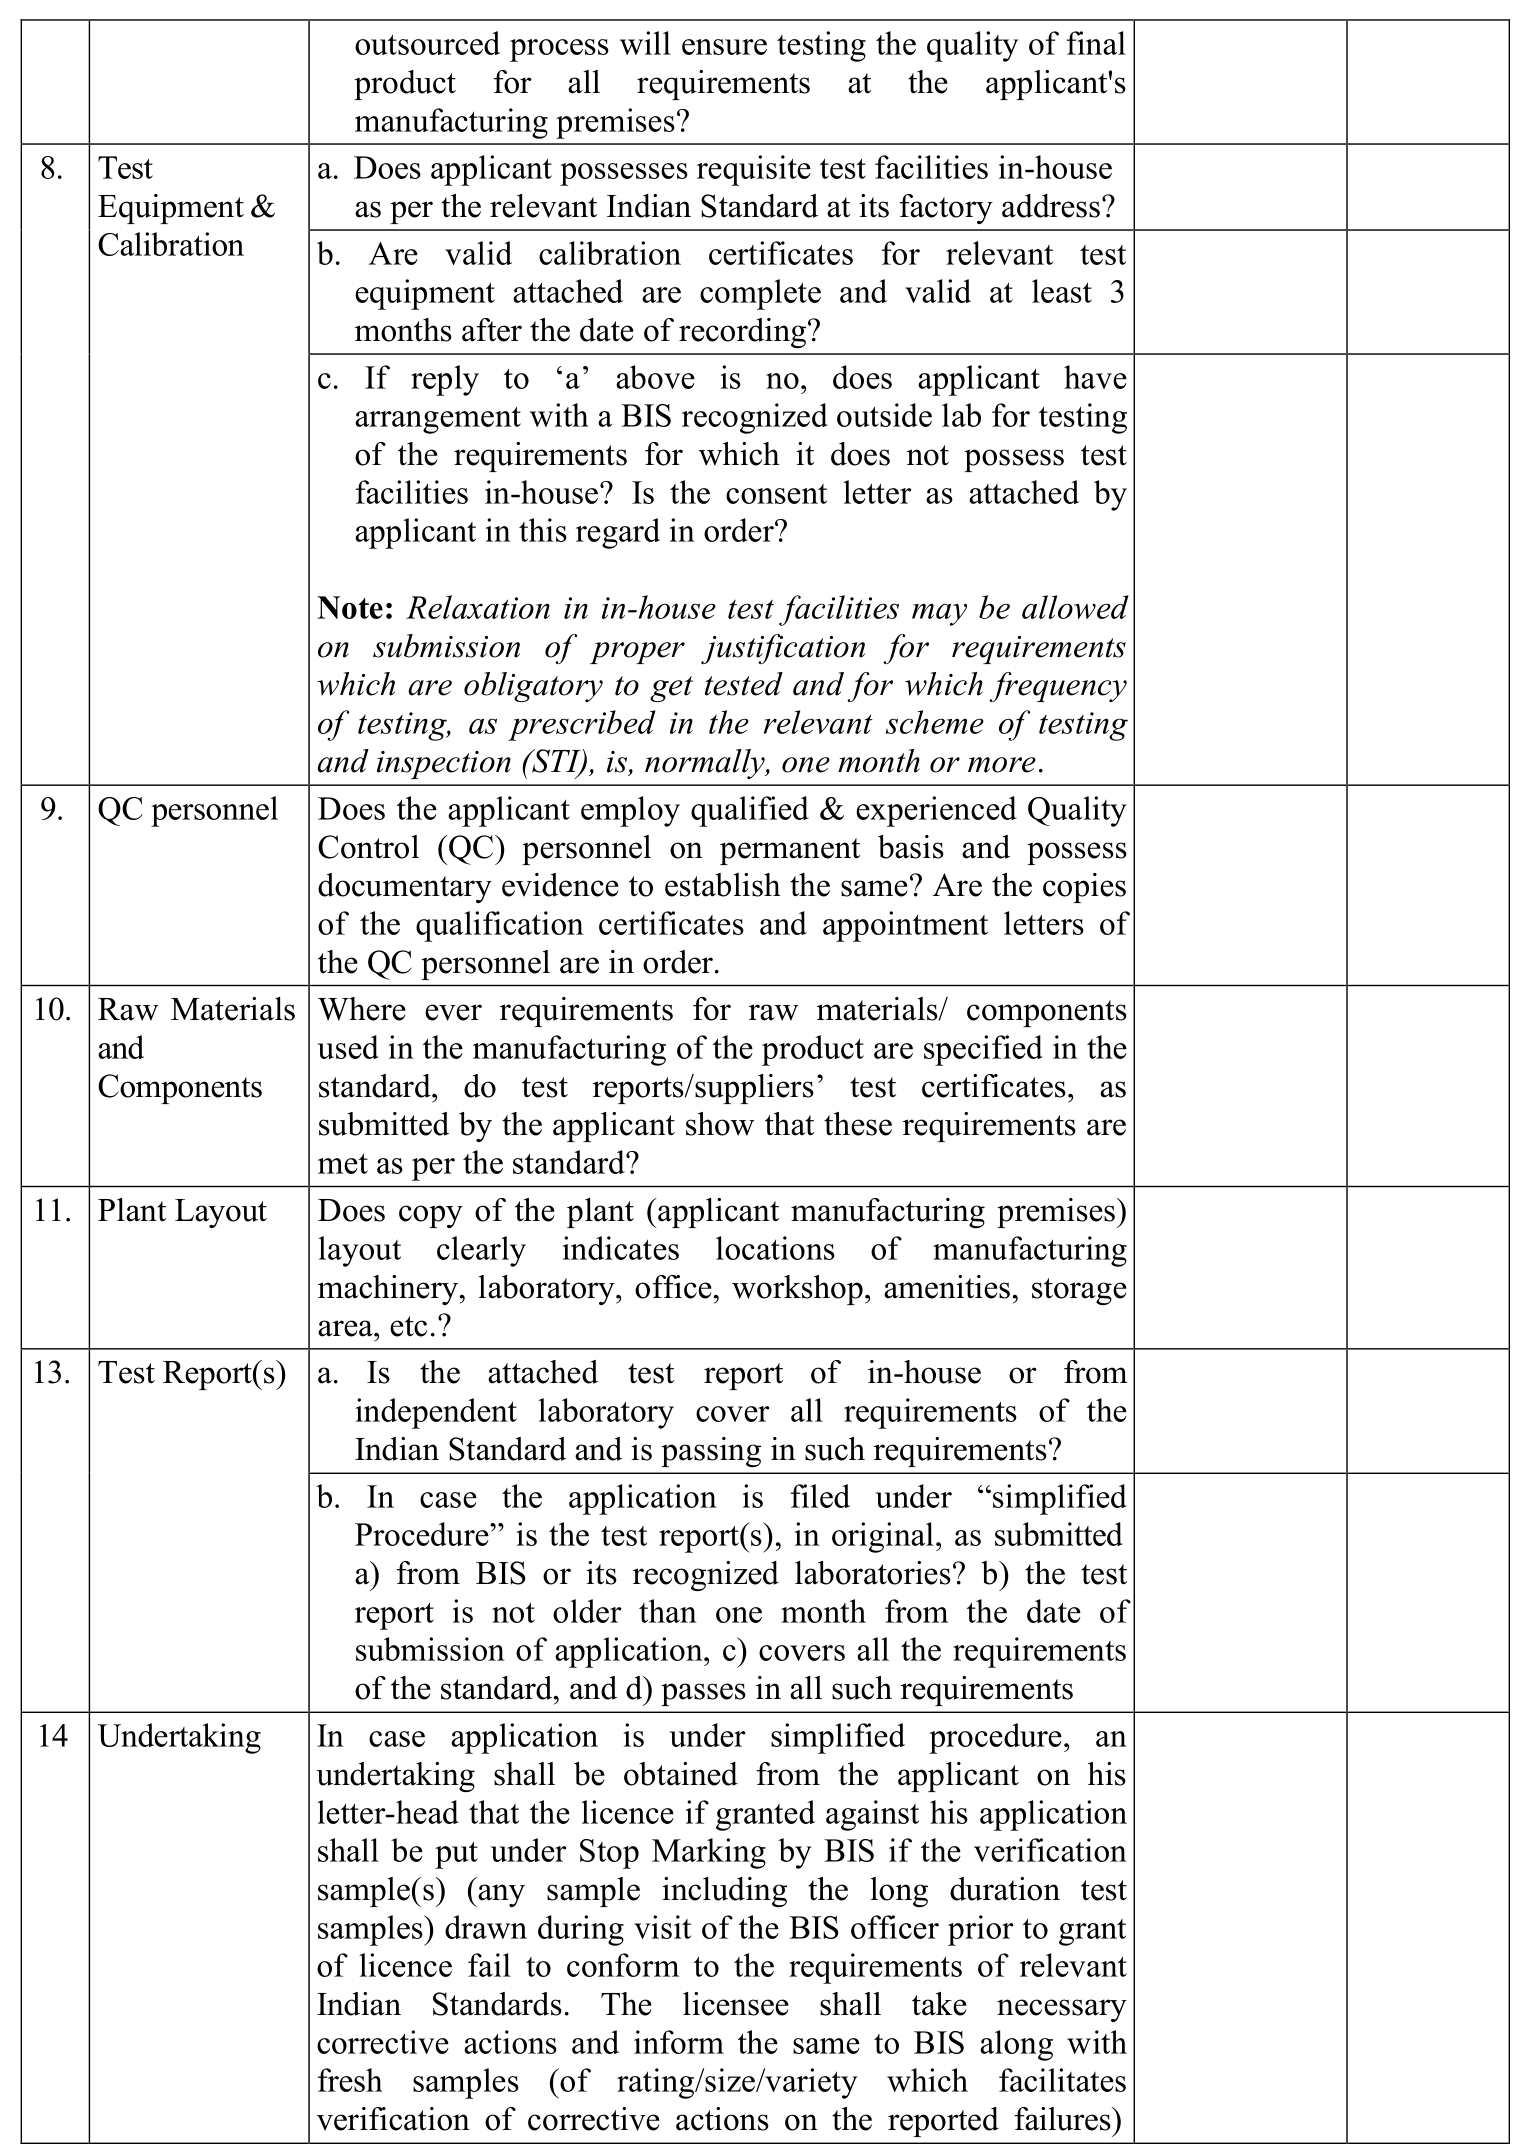 outsourced process will ensure testing the quality of final
product for all requirements at the applicant's
manufacturing premises?
8.
Test
Equipment &
Calibration
a. Does applicant possesses requisite test facilities in-house
as per the relevant Indian Standard at its factory address?
b. Are valid calibration certificates for relevant test
equipment attached are complete and valid at least 3
months after the date of recording?
c. If reply to ‘a’ above is no, does applicant have
arrangement with a BIS recognized outside lab for testing
of the requirements for which it does not possess test
facilities in-house? Is the consent letter as attached by
applicant in this regard in order?
Note: Relaxation in in-house test facilities may be allowed
on submission of proper justification for requirements
which are obligatory to get tested and for which frequency
of testing, as prescribed in the relevant scheme of testing
and inspection (STI), is, normally, one month or more.
9.
QC personnel
Does the applicant employ qualified & experienced Quality
Control (QC) personnel on permanent basis and possess
documentary evidence to establish the same? Are the copies
of the qualification certificates and appointment letters of
the QC personnel are in order.
10.
Raw Materials
and
Components
Where ever requirements for raw materials/ components
used in the manufacturing of the product are specified in the
standard, do test reports/suppliers’ test certificates, as
submitted by the applicant show that these requirements are
met as per the standard?
11.
Plant Layout
Does copy of the plant (applicant manufacturing premises)
layout clearly indicates locations of manufacturing
machinery, laboratory, office, workshop, amenities, storage
area, etc.?
13.
Test Report(s)
a. Is the attached test report of in-house or from
independent laboratory cover all requirements of the
Indian Standard and is passing in such requirements?
b. In case the application is filed under “simplified
Procedure” is the test report(s), in original, as submitted
a) from BIS or its recognized laboratories? b) the test
report is not older than one month from the date of
submission of application, c) covers all the requirements
of the standard, and d) passes in all such requirements
14
Undertaking
In case application is under simplified procedure, an
undertaking shall be obtained from the applicant on his
letter-head that the licence if granted against his application
shall be put under Stop Marking by BIS if the verification
sample(s) (any sample including the long duration test
samples) drawn during visit of the BIS officer prior to grant
of licence fail to conform to the requirements of relevant
Indian Standards. The licensee shall take necessary
corrective actions and inform the same to BIS along with
fresh samples (of rating/size/variety which facilitates
verification of corrective actions on the reported failures)